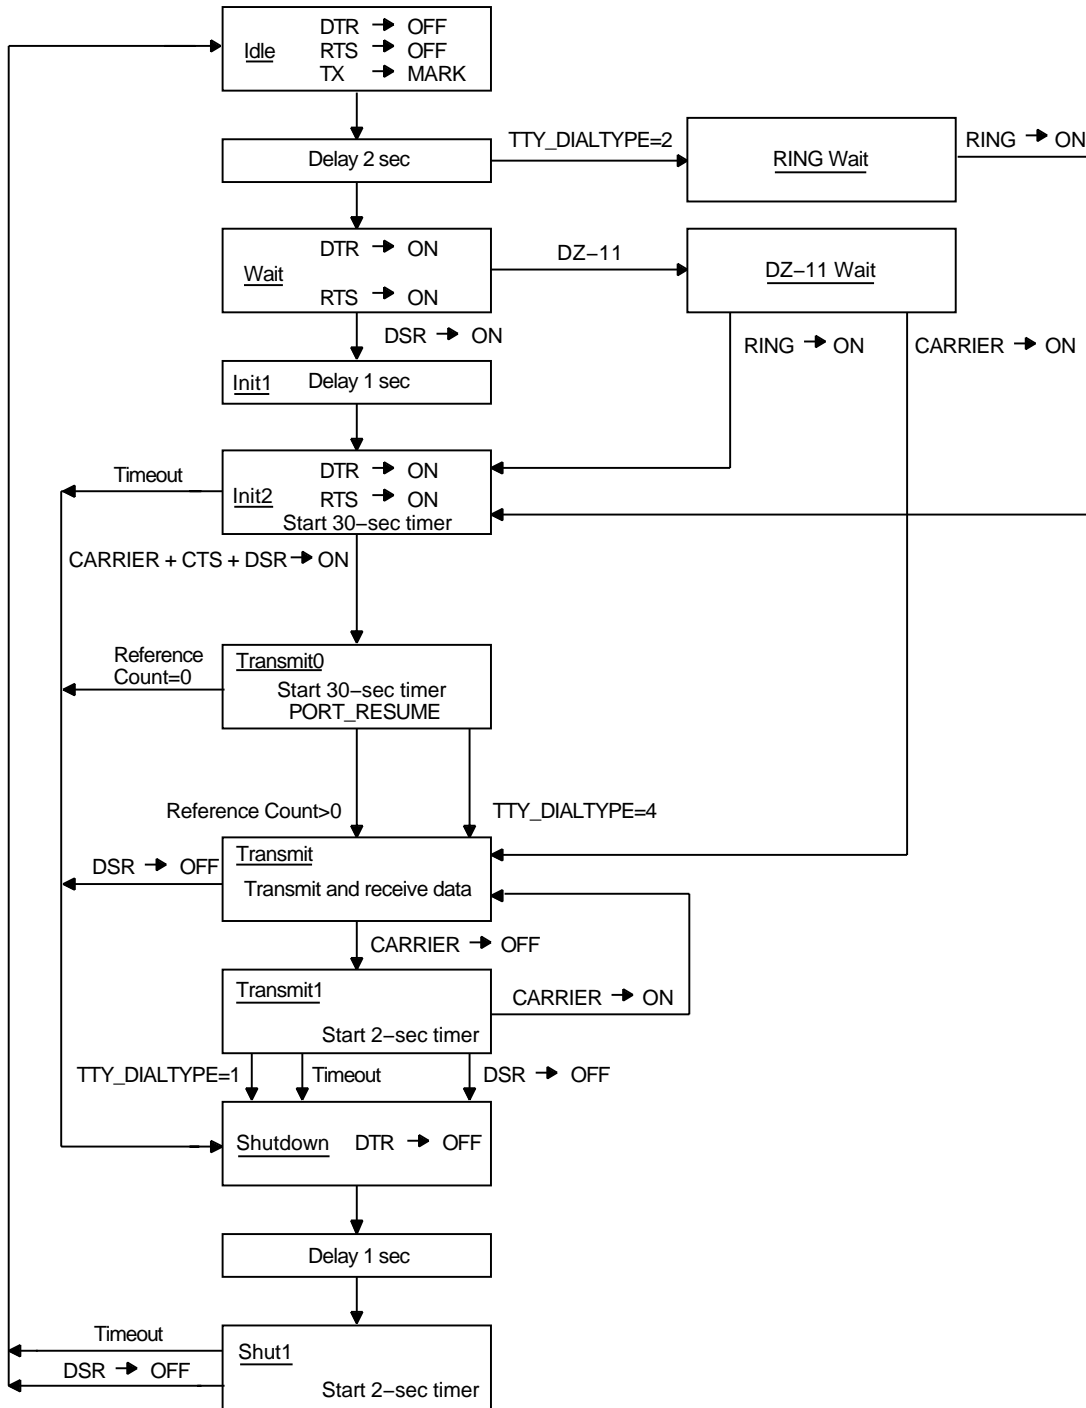 Idle
DTR → OFF
RTS → OFF
TX → MARK
Delay 2 sec
TTY_DIALTYPE=2
RING Wait
RING → ON
Wait
DTR → ON
RTS → ON
DZ−11
DZ−11 Wait
DSR → ON
RING → ON
CARRIER → ON
Init1
Delay 1 sec
Timeout
Init2
DTR → ON
RTS → ON
Start 30−sec timer
CARRIER + CTS + DSR → ON
Reference
Count=0
Transmit0
Start 30−sec timer
PORT_RESUME
Reference Count>0
TTY_DIALTYPE=4
DSR → OFF
Transmit
Transmit and receive data
CARRIER → OFF
Transmit1
Start 2−sec timer
CARRIER → ON
TTY_DIALTYPE=1
Timeout
DSR → OFF
Shutdown
DTR → OFF
Delay 1 sec
Timeout
DSR → OFF
Shut1
Start 2−sec timer